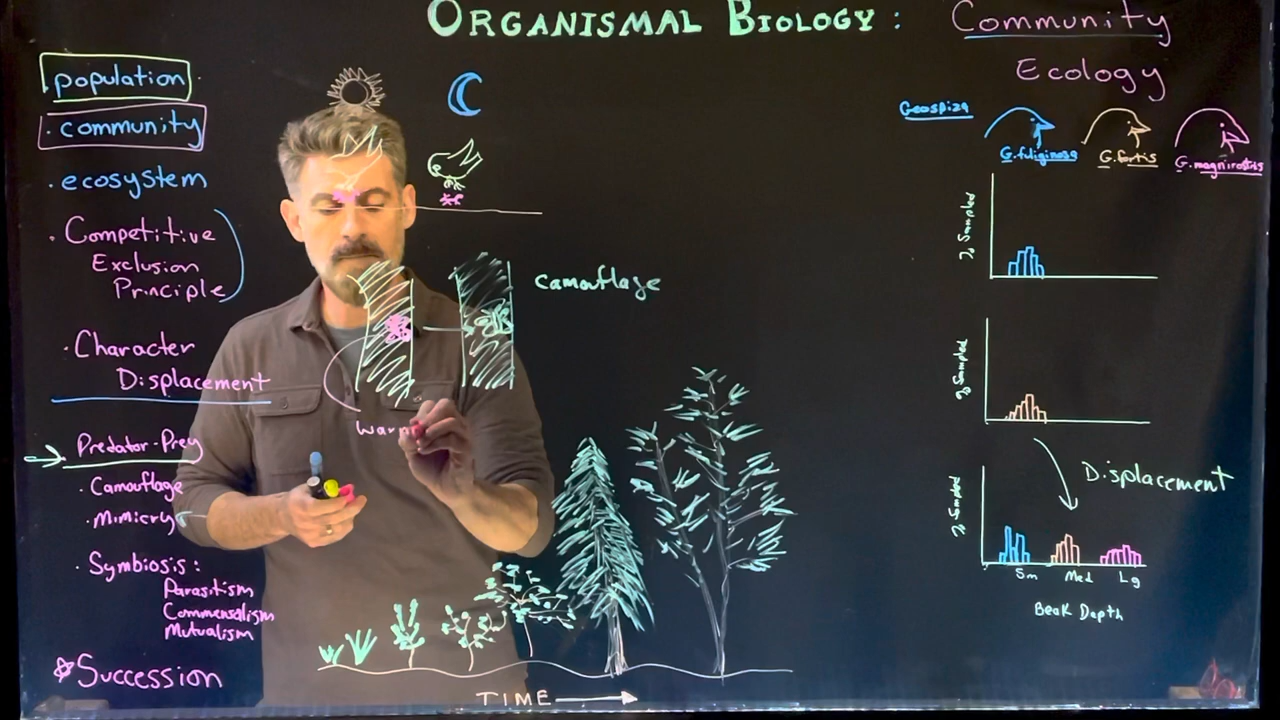 ORGANISMAL BIOLOGY: Community
Ecology
population
· community
· ecosystem
· Competitive
Exclusion
Principle
· Character
Displacement
Predator-Prey
· Camouflage
· Mimicry
· Symbiosis:
Parasitism
Commensalism
Mutualism
Succession
camouflage
warn
TIME
Geospiza
G. fuliginosa
G. fortis
G. magnirostris
% Sampled
% Sampled
Displacement
% Sampled
Sm Med Lg
Beak Depth